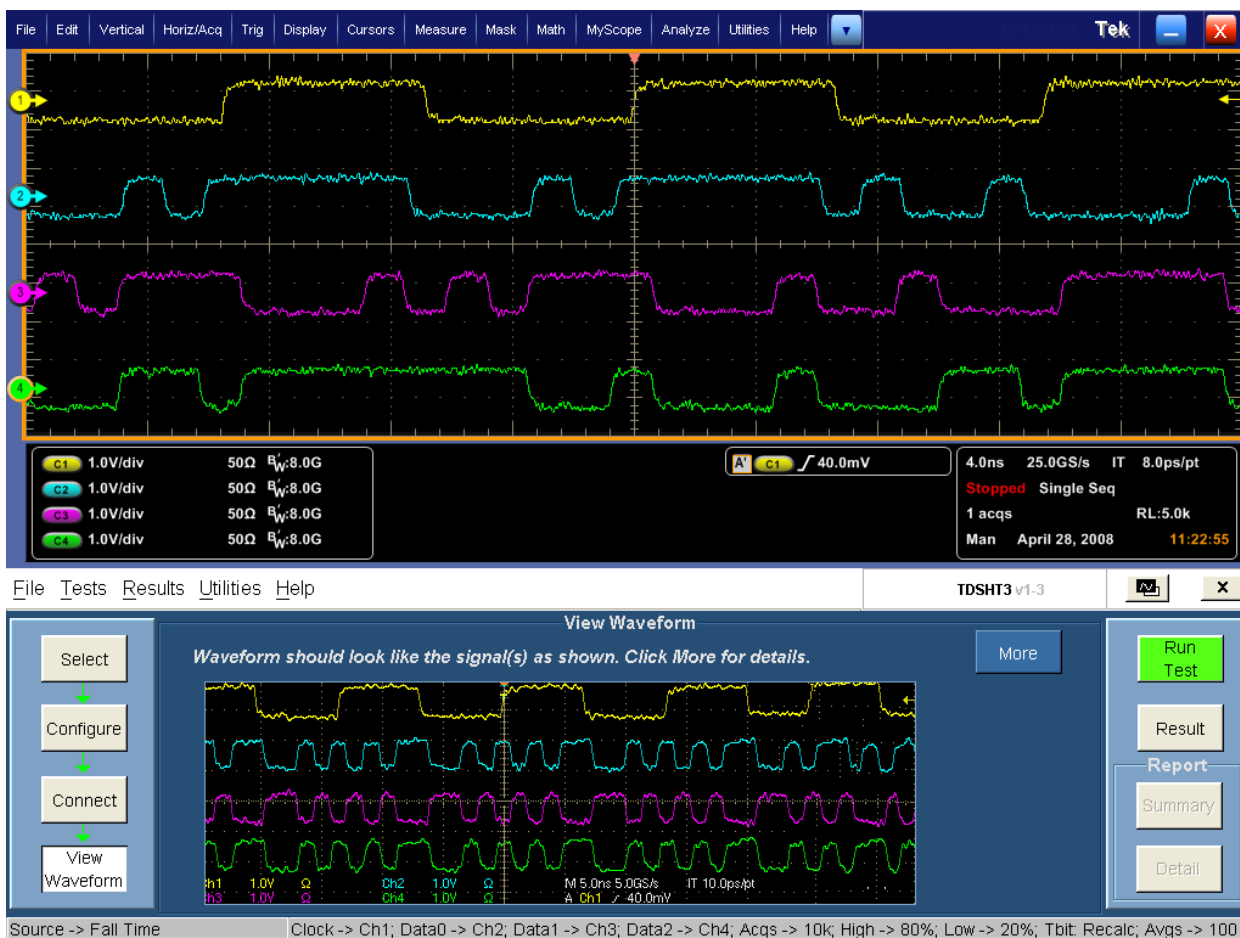 File Edit Vertical Horiz/Acq Trig Display Cursors Measure Mask Math MyScope Analyze Utilities Help Tek X
1
2
3
4
C1 1.0V/div 50Ω B'W:8.0G
C2 1.0V/div 50Ω B'W:8.0G
C3 1.0V/div 50Ω B'W:8.0G
C4 1.0V/div 50Ω B'W:8.0G
A' C1 40.0mV
4.0ns 25.0GS/s IT 8.0ps/pt
Stopped Single Seq
1 acqs RL:5.0k
Man April 28, 2008 11:22:55
File Tests Results Utilities Help TDSHT3 v1-3 x
View Waveform
Waveform should look like the signal(s) as shown. Click More for details.
More
Select
Configure
Connect
View
Waveform
Ch1 1.0V Ω Ch2 1.0V Ω M 5.0ns 5.0GS/s IT 10.0ps/pt
Ch3 1.0V Ω Ch4 1.0V Ω A Ch1 40.0mV
Run
Test
Result
Report
Summary
Detail
Source -> Fall Time Clock -> Ch1; Data0 -> Ch2; Data1 -> Ch3; Data2 -> Ch4; Acqs -> 10k; High -> 80%; Low -> 20%; Tbit: Recalc; Avgs -> 100